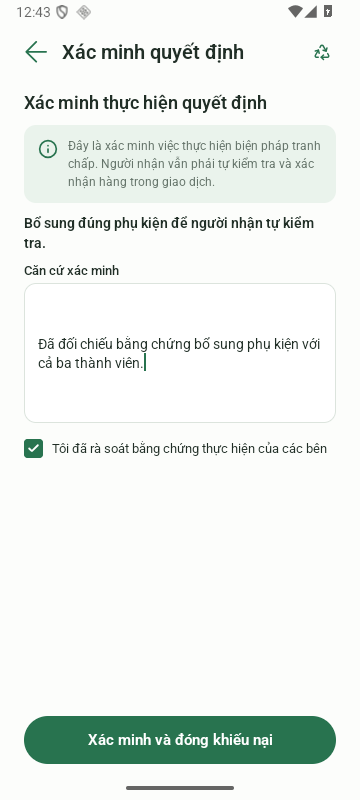 12:43
Xác minh quyết định
Xác minh thực hiện quyết định
Đây là xác minh việc thực hiện biện pháp tranh
chấp. Người nhận vẫn phải tự kiểm tra và xác
nhận hàng trong giao dịch.
Bổ sung đúng phụ kiện để người nhận tự kiểm
tra.
Căn cứ xác minh
Đã đối chiếu bằng chứng bổ sung phụ kiện với
cả ba thành viên.
Tôi đã rà soát bằng chứng thực hiện của các bên
Xác minh và đóng khiếu nại